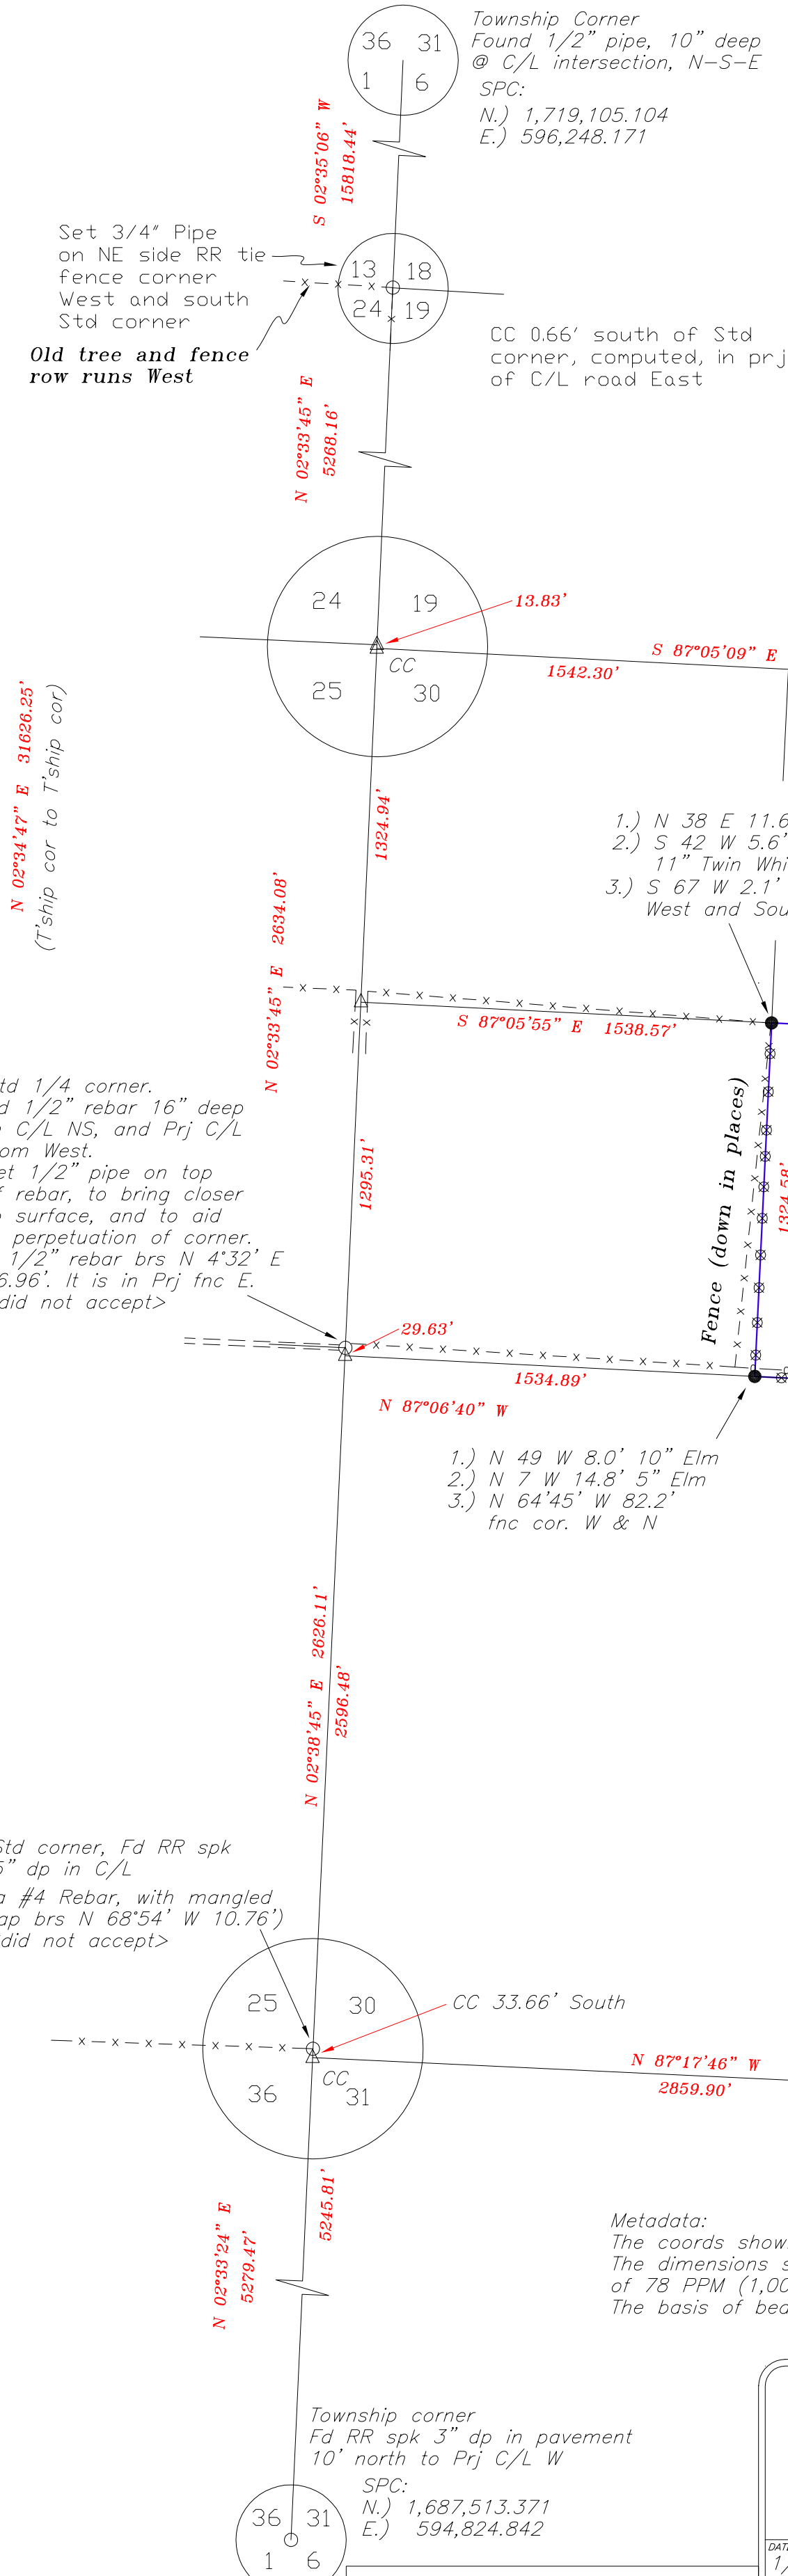 Township Corner
Found 1/2" pipe, 10" deep
@ C/L intersection, N-S-E
SPC:
N.) 1,719,105.104
E.) 596,248.171
36 31
1 6
S 02°35'06" W
15818.44'
Set 3/4" Pipe
on NE side RR tie
fence corner
West and south
Std corner
Old tree and fence
row runs West
13 18
24 19
CC 0.66' south of Std
corner, computed, in prj
of C/L road East
N 02°33'45" E
5268.16'
24 19
25 30
CC
13.83'
S 87°05'09" E
1542.30'
N 02°34'47" E 31626.25'
(T'ship cor to T'ship cor)
1324.94'
N 02°33'45" E 2634.08'
1.) N 38 E 11.6
2.) S 42 W 5.6'
11" Twin Whi
3.) S 67 W 2.1'
West and Sou
S 87°05'55" E 1538.57'
td 1/4 corner.
d 1/2" rebar 16" deep
C/L NS, and Prj C/L
om West.
et 1/2" pipe on top
f rebar, to bring closer
o surface, and to aid
perpetuation of corner.
1/2" rebar brs N 4°32' E
6.96'. It is in Prj fnc E.
did not accept>
1295.31'
Fence (down in places)
1324.58'
29.63'
1534.89'
N 87°06'40" W
1.) N 49 W 8.0' 10" Elm
2.) N 7 W 14.8' 5" Elm
3.) N 64°45' W 82.2'
fnc cor. W & N
N 02°38'45" E 2626.11'
2596.48'
Std corner, Fd RR spk
5" dp in C/L
a #4 Rebar, with mangled
ap brs N 68°54' W 10.76')
did not accept>
25 30
36 31
CC
CC 33.66' South
N 87°17'46" W
2859.90'
5245.81'
N 02°33'24" E
5279.47'
Metadata:
The coords show
The dimensions s
of 78 PPM (1,00
The basis of bea
Township corner
Fd RR spk 3" dp in pavement
10' north to Prj C/L W
SPC:
N.) 1,687,513.371
E.) 594,824.842
36 31
1 6
DATE
1/